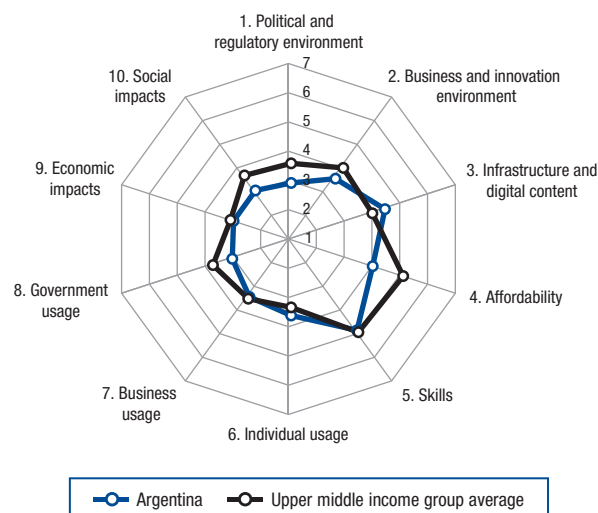 1. Political and
regulatory environment
2. Business and innovation
environment
3. Infrastructure and
digital content
4. Affordability
5. Skills
6. Individual usage
7. Business
usage
8. Government
usage
9. Economic
impacts
10. Social
impacts
7
6
5
4
3
2
1
Argentina
Upper middle income group average